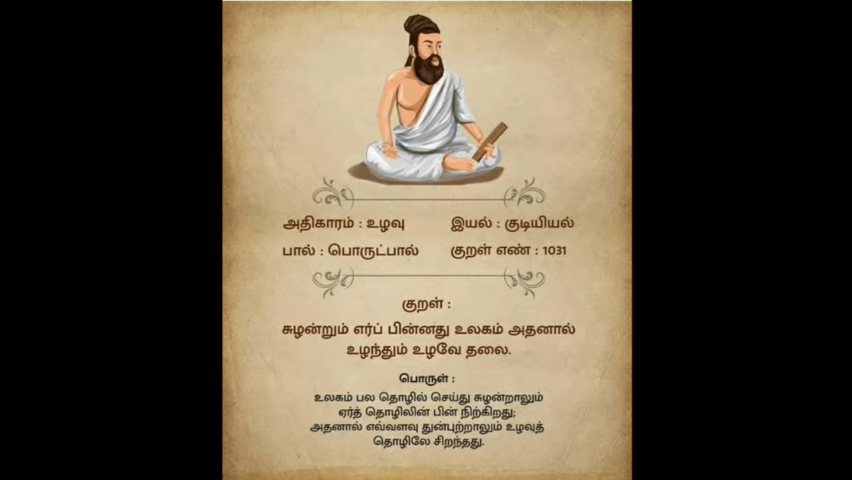 அதிகாரம் : உழவு இயல் : குடியியல்
பால் : பொருட்பால் குறள் எண் : 1031
குறள் :
சுழன்றும் எர்ப் பின்னது உலகம் அதனால்
உழந்தும் உழவே தலை.
பொருள் :
உலகம் பல தொழில் செய்து சுழன்றாலும்
ஏர்த் தொழிலின் பின் நிற்கிறது;
அதனால் எவ்வளவு துன்புற்றாலும் உழவுத்
தொழிலே சிறந்தது.